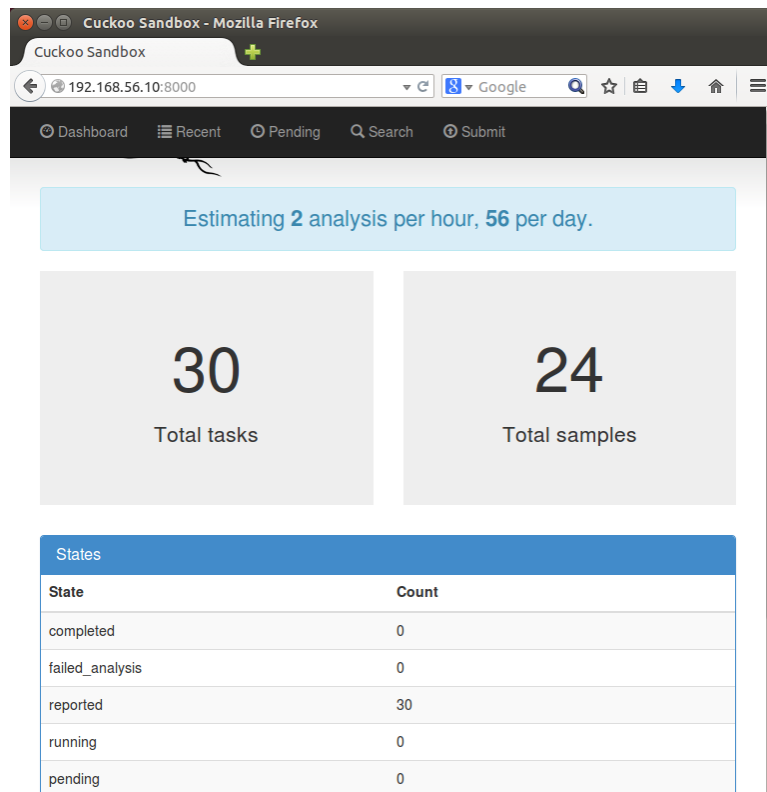 Cuckoo Sandbox - Mozilla Firefox
Cuckoo Sandbox
192.168.56.10:8000 8 Google
Dashboard Recent Pending Search Submit
Estimating 2 analysis per hour, 56 per day.
30 24
Total tasks Total samples
States
State Count
completed 0
failed_analysis 0
reported 30
running 0
pending 0